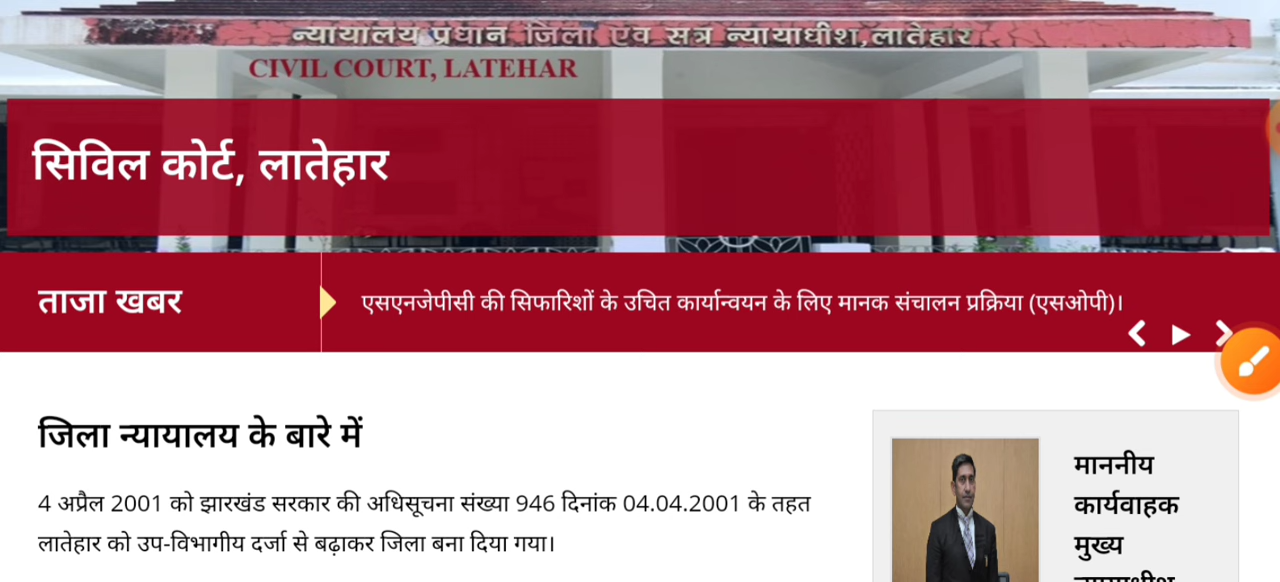 न्यायालय प्रधान जिला एवं सत्र न्यायाधीश,लातेहार
CIVIL COURT, LATEHAR
सिविल कोर्ट, लातेहार
ताजा खबर
एसएनजेपीसी की सिफारिशों के उचित कार्यान्वयन के लिए मानक संचालन प्रक्रिया (एसओपी)।
जिला न्यायालय के बारे में
4 अप्रैल 2001 को झारखंड सरकार की अधिसूचना संख्या 946 दिनांक 04.04.2001 के तहत
लातेहार को उप-विभागीय दर्जा से बढ़ाकर जिला बना दिया गया।
माननीय
कार्यवाहक
मुख्य